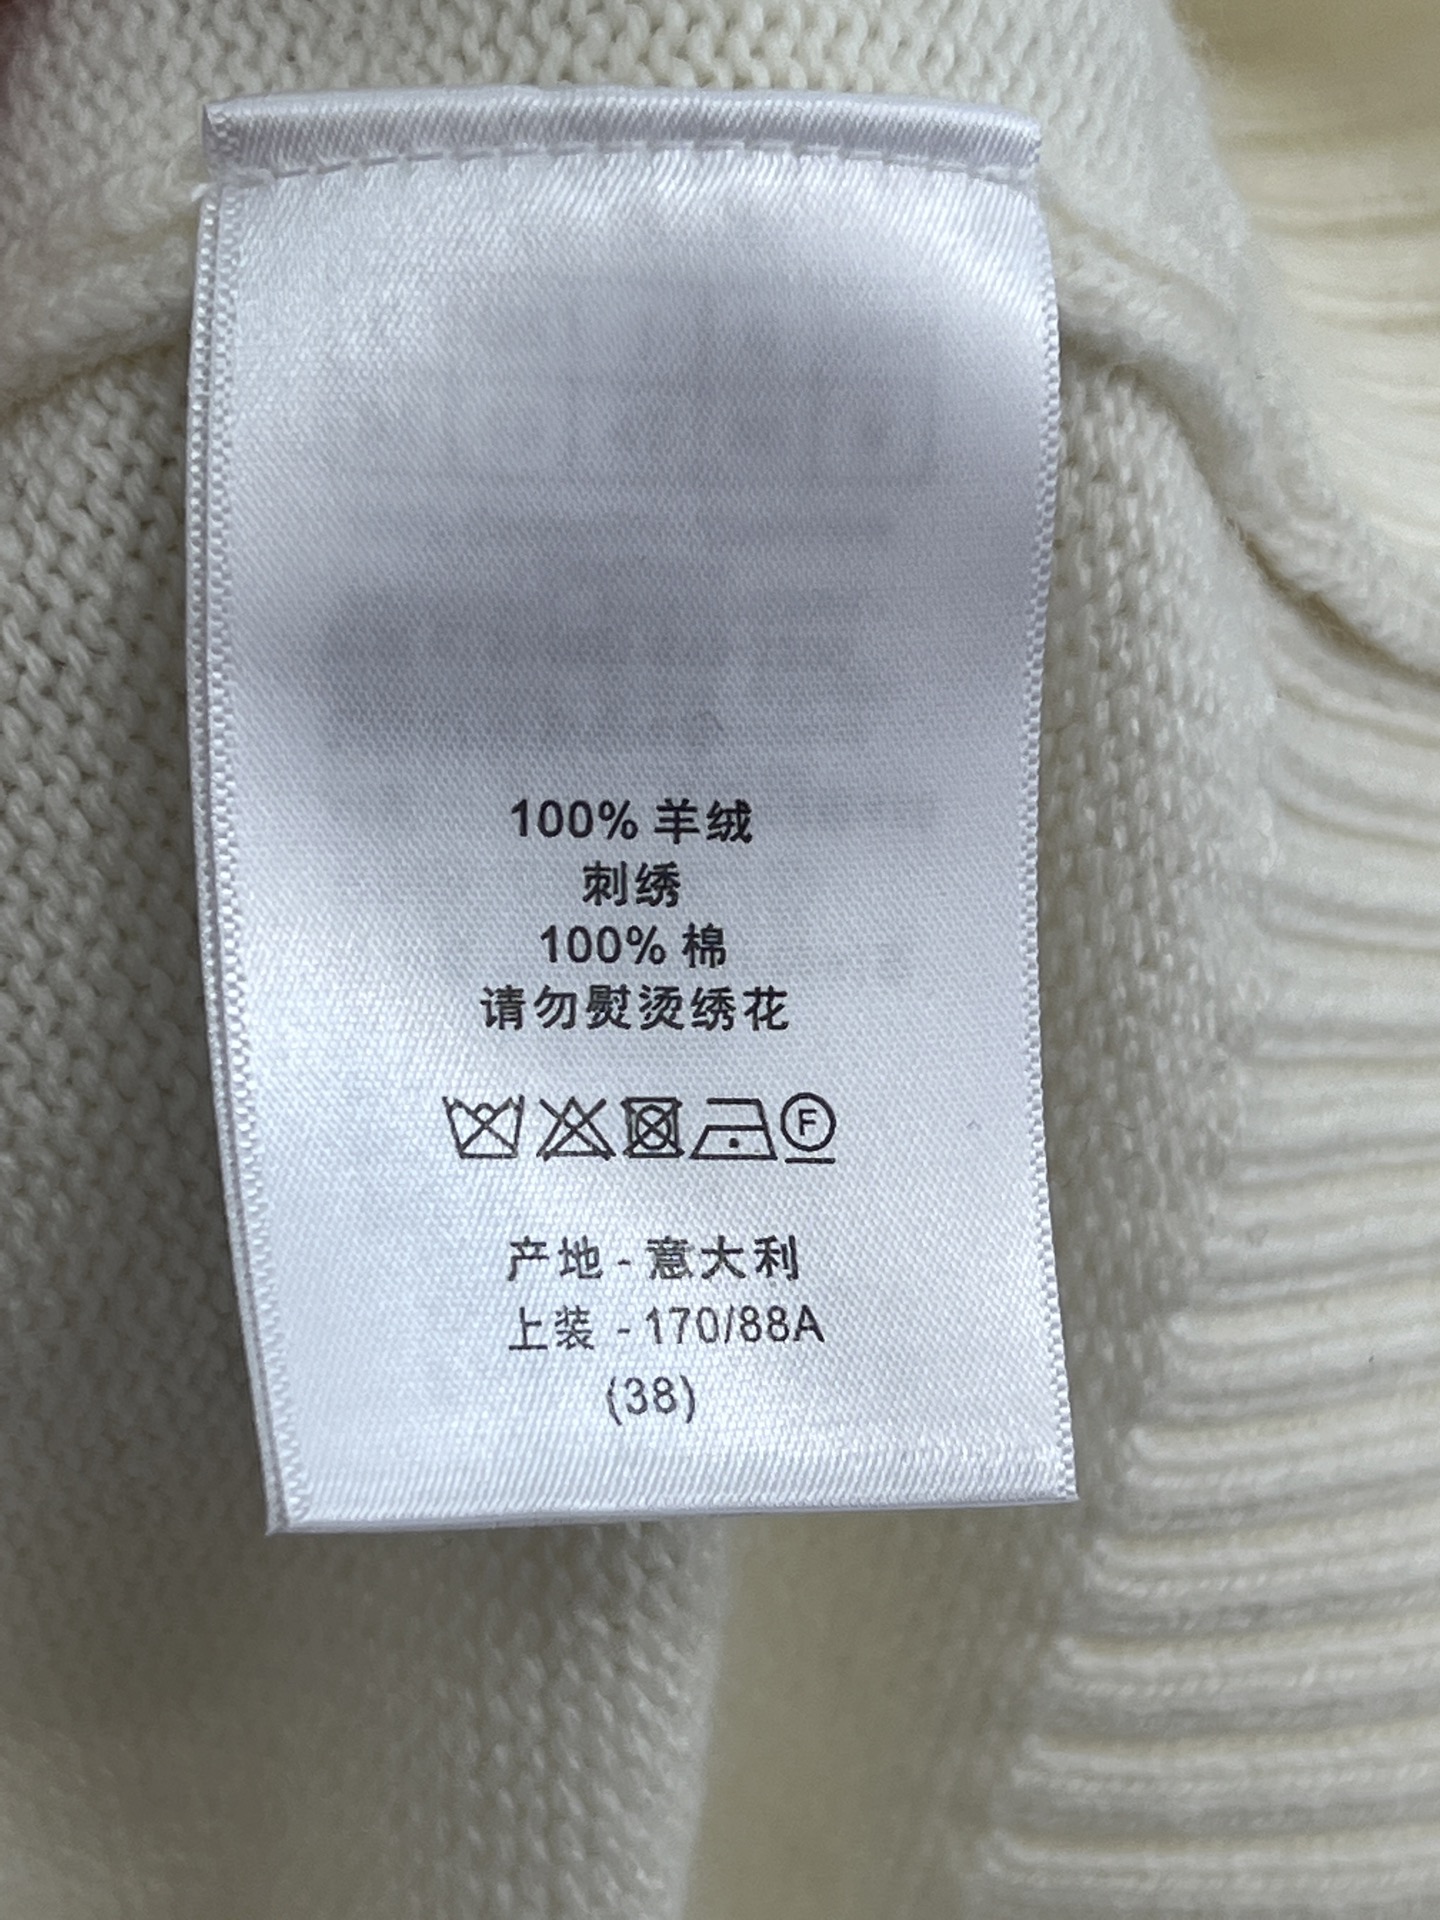 100% 羊绒
刺绣
100% 棉
请勿熨烫绣花
F
产地 - 意大利
上装 - 170/88A
(38)